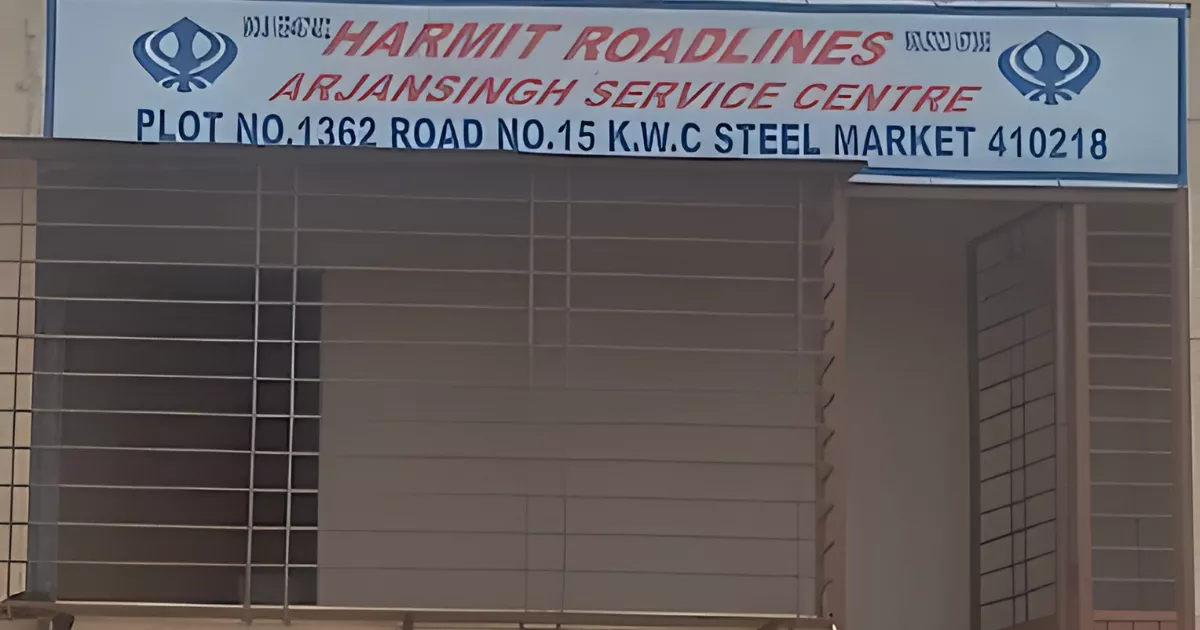 HARMIT ROADLINES
ARJANSINGH SERVICE CENTRE
PLOT NO.1362 ROAD NO.15 K.W.C STEEL MARKET 410218